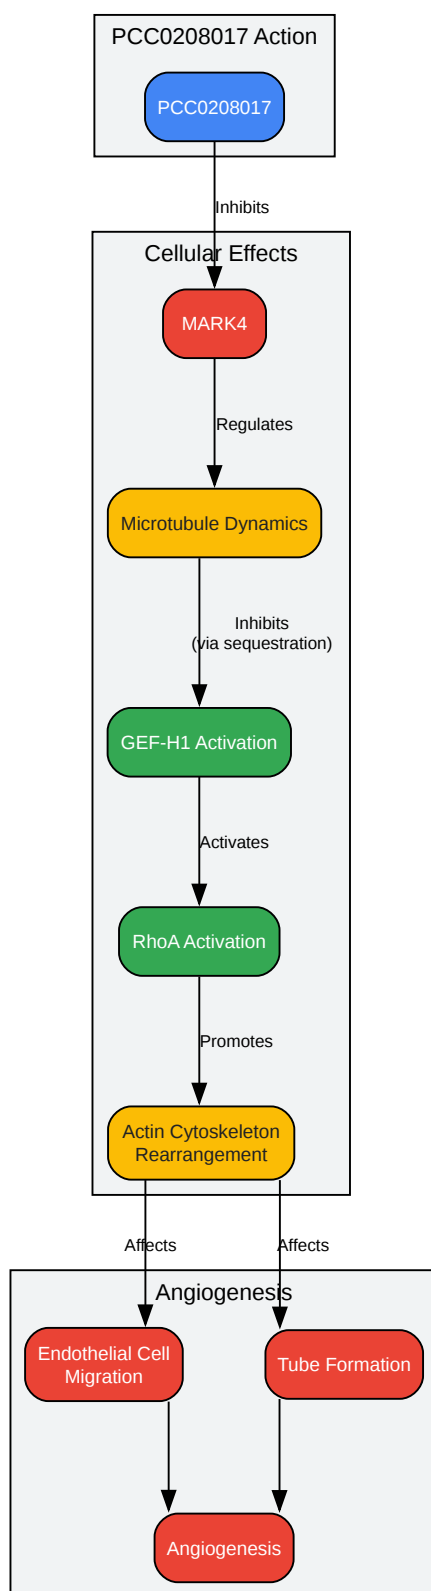 PCC0208017 Action
PCC0208017
Inhibits
Cellular Effects
MARK4
Regulates
Microtubule Dynamics
Inhibits
(via sequestration)
GEF-H1 Activation
Activates
RhoA Activation
Promotes
Actin Cytoskeleton
Rearrangement
Affects
Affects
Angiogenesis
Endothelial Cell
Migration
Tube Formation
Angiogenesis